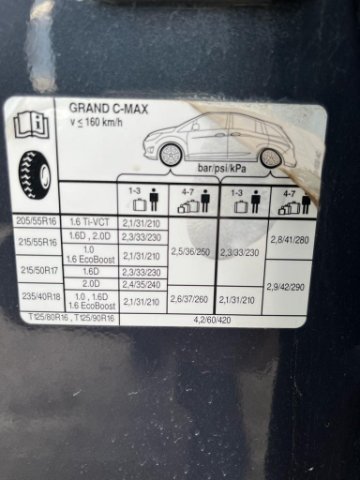 GRAND C-MAX
v ≤ 160 km/h
bar/psi/kPa
1-3 4-7 1-3 4-7
205/55R16 1.6 Ti-VCT 2,1/31/210 2,5/36/250 2,3/33/230 2,8/41/280
215/55R16 1.6D , 2.0D 2,3/33/230
1.0
1.6 EcoBoost 2,1/31/210
215/50R17 1.6D 2,3/33/230 2,9/42/290
2.0D 2,4/35/240
235/40R18 1.0 , 1.6D
1.6 EcoBoost 2,1/31/210 2,6/37/260 2,1/31/210
T125/80R16 , T125/90R16 4,2/60/420